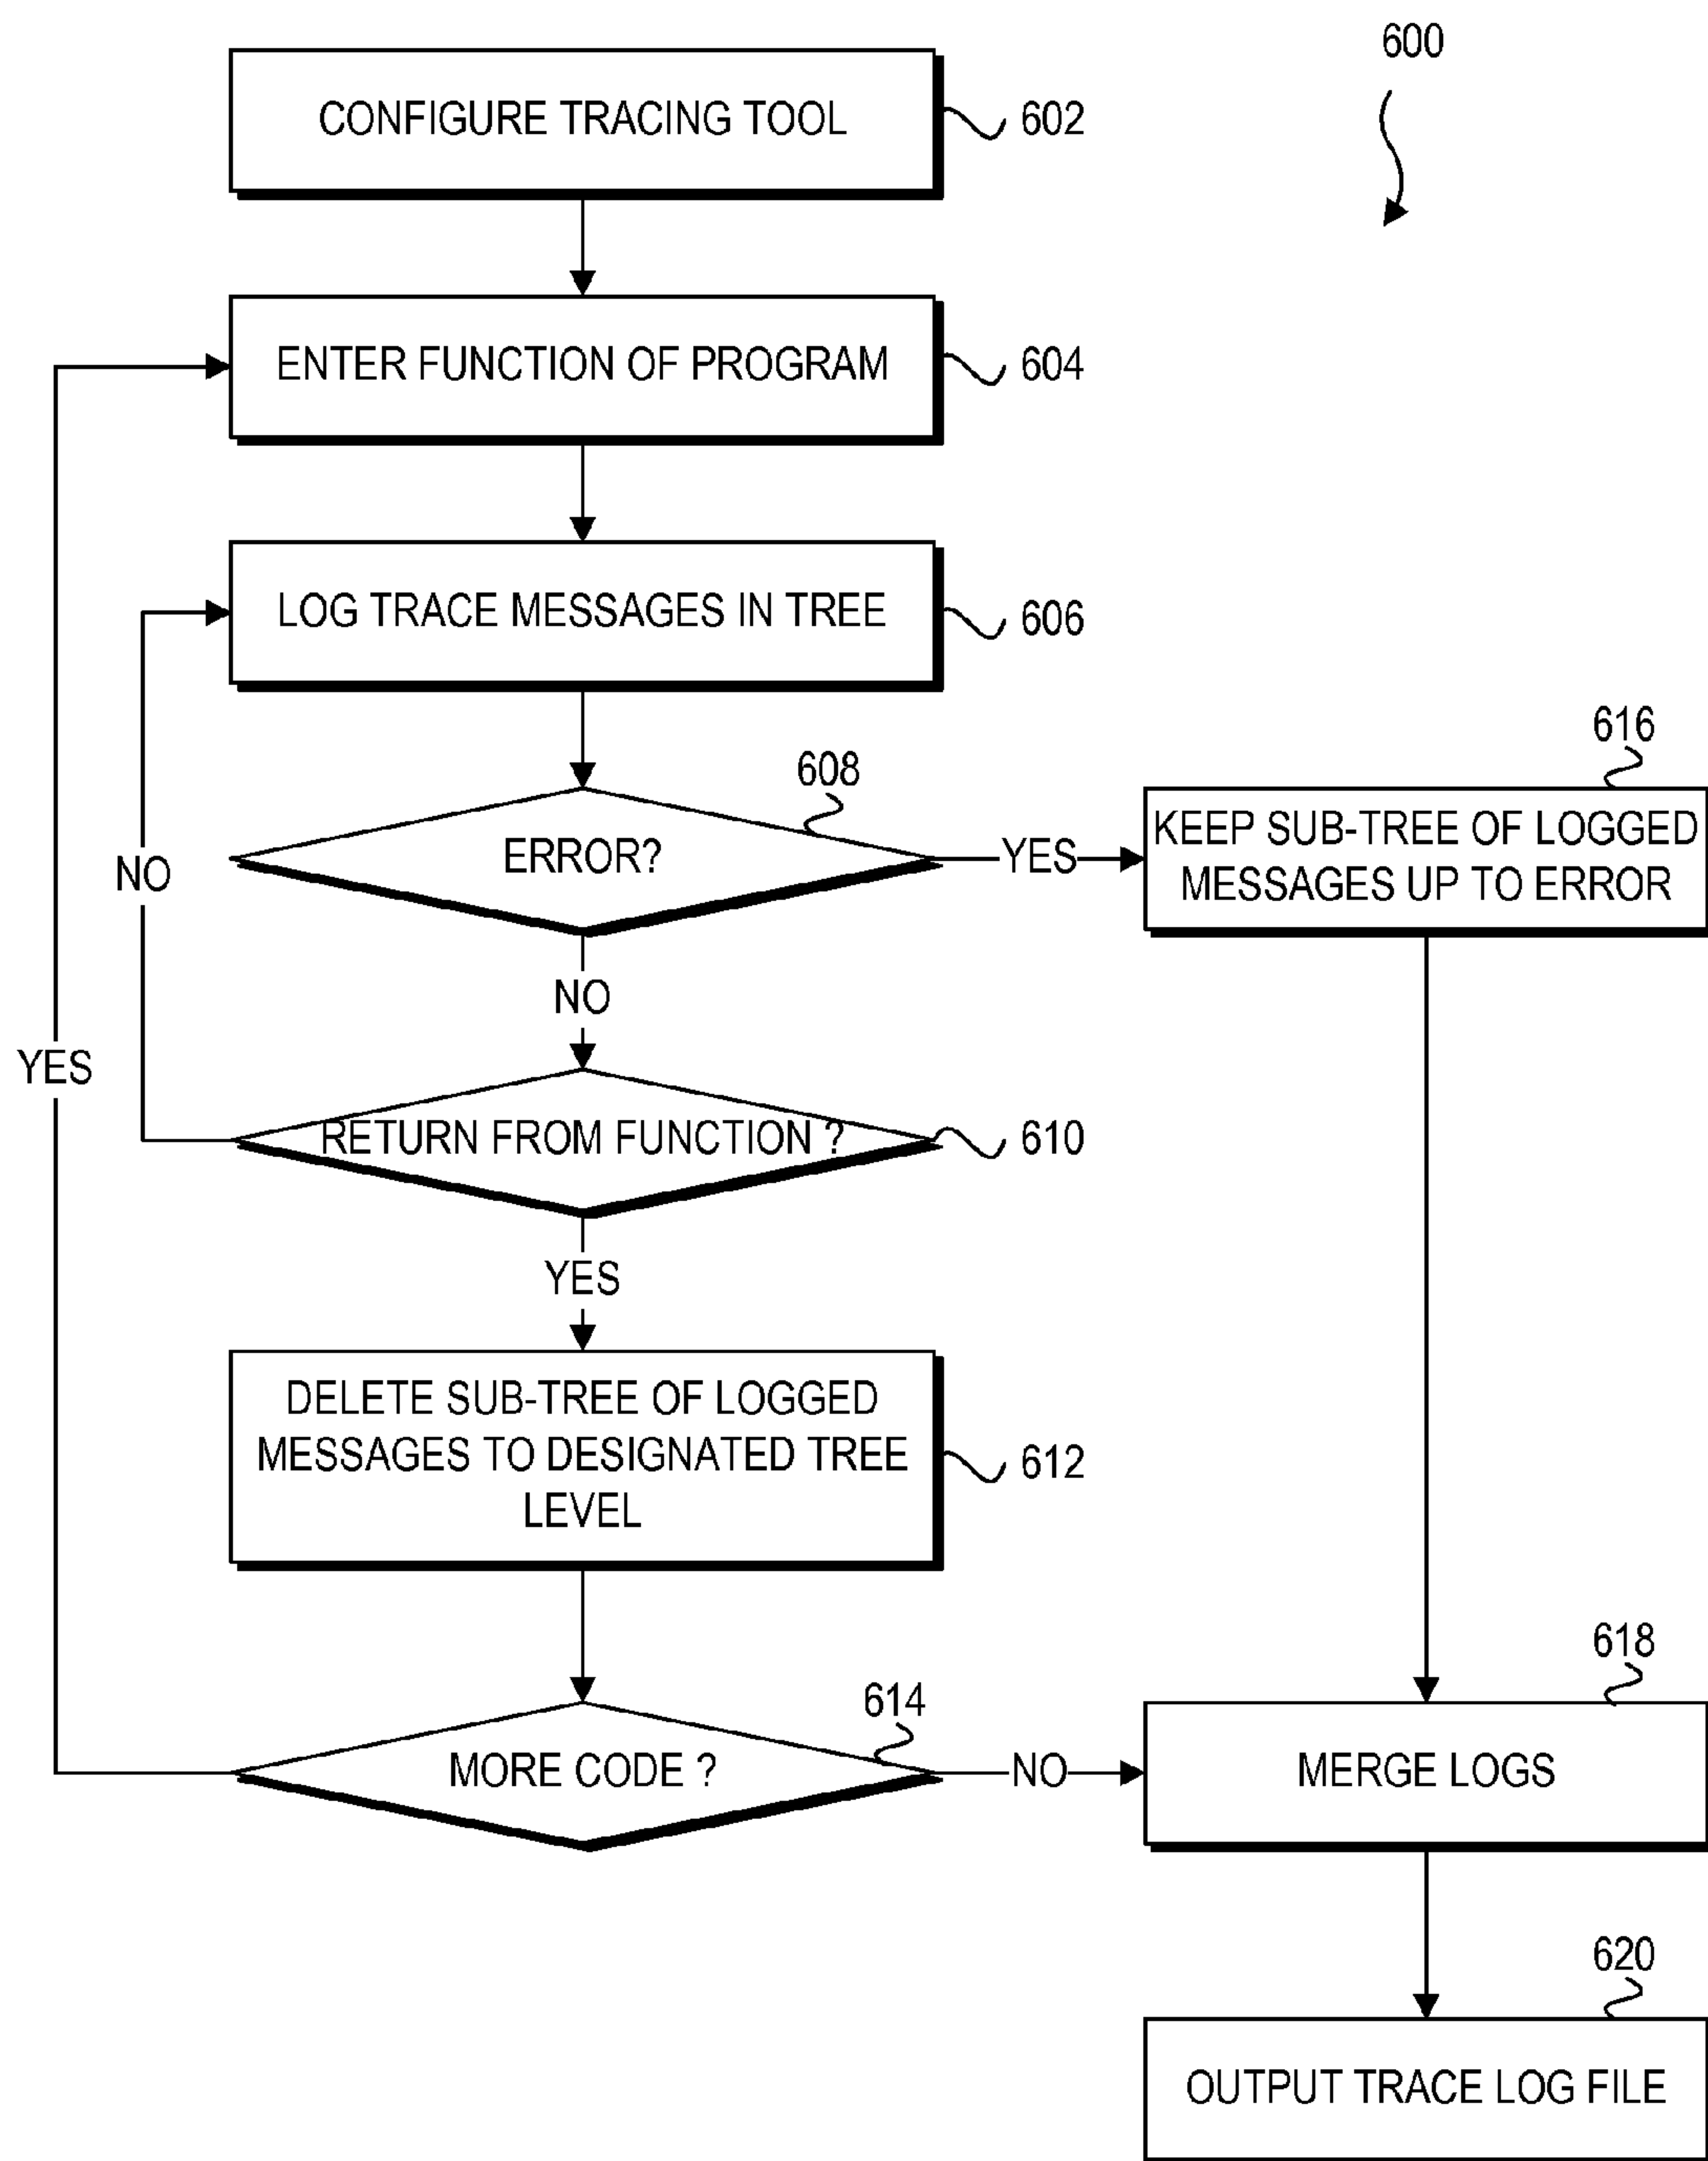 600
CONFIGURE TRACING TOOL
602
ENTER FUNCTION OF PROGRAM
604
LOG TRACE MESSAGES IN TREE
606
608
ERROR?
YES
616
KEEP SUB-TREE OF LOGGED
MESSAGES UP TO ERROR
NO
NO
YES
RETURN FROM FUNCTION ?
610
YES
DELETE SUB-TREE OF LOGGED
MESSAGES TO DESIGNATED TREE
LEVEL
612
614
MORE CODE ?
NO
618
MERGE LOGS
620
OUTPUT TRACE LOG FILE